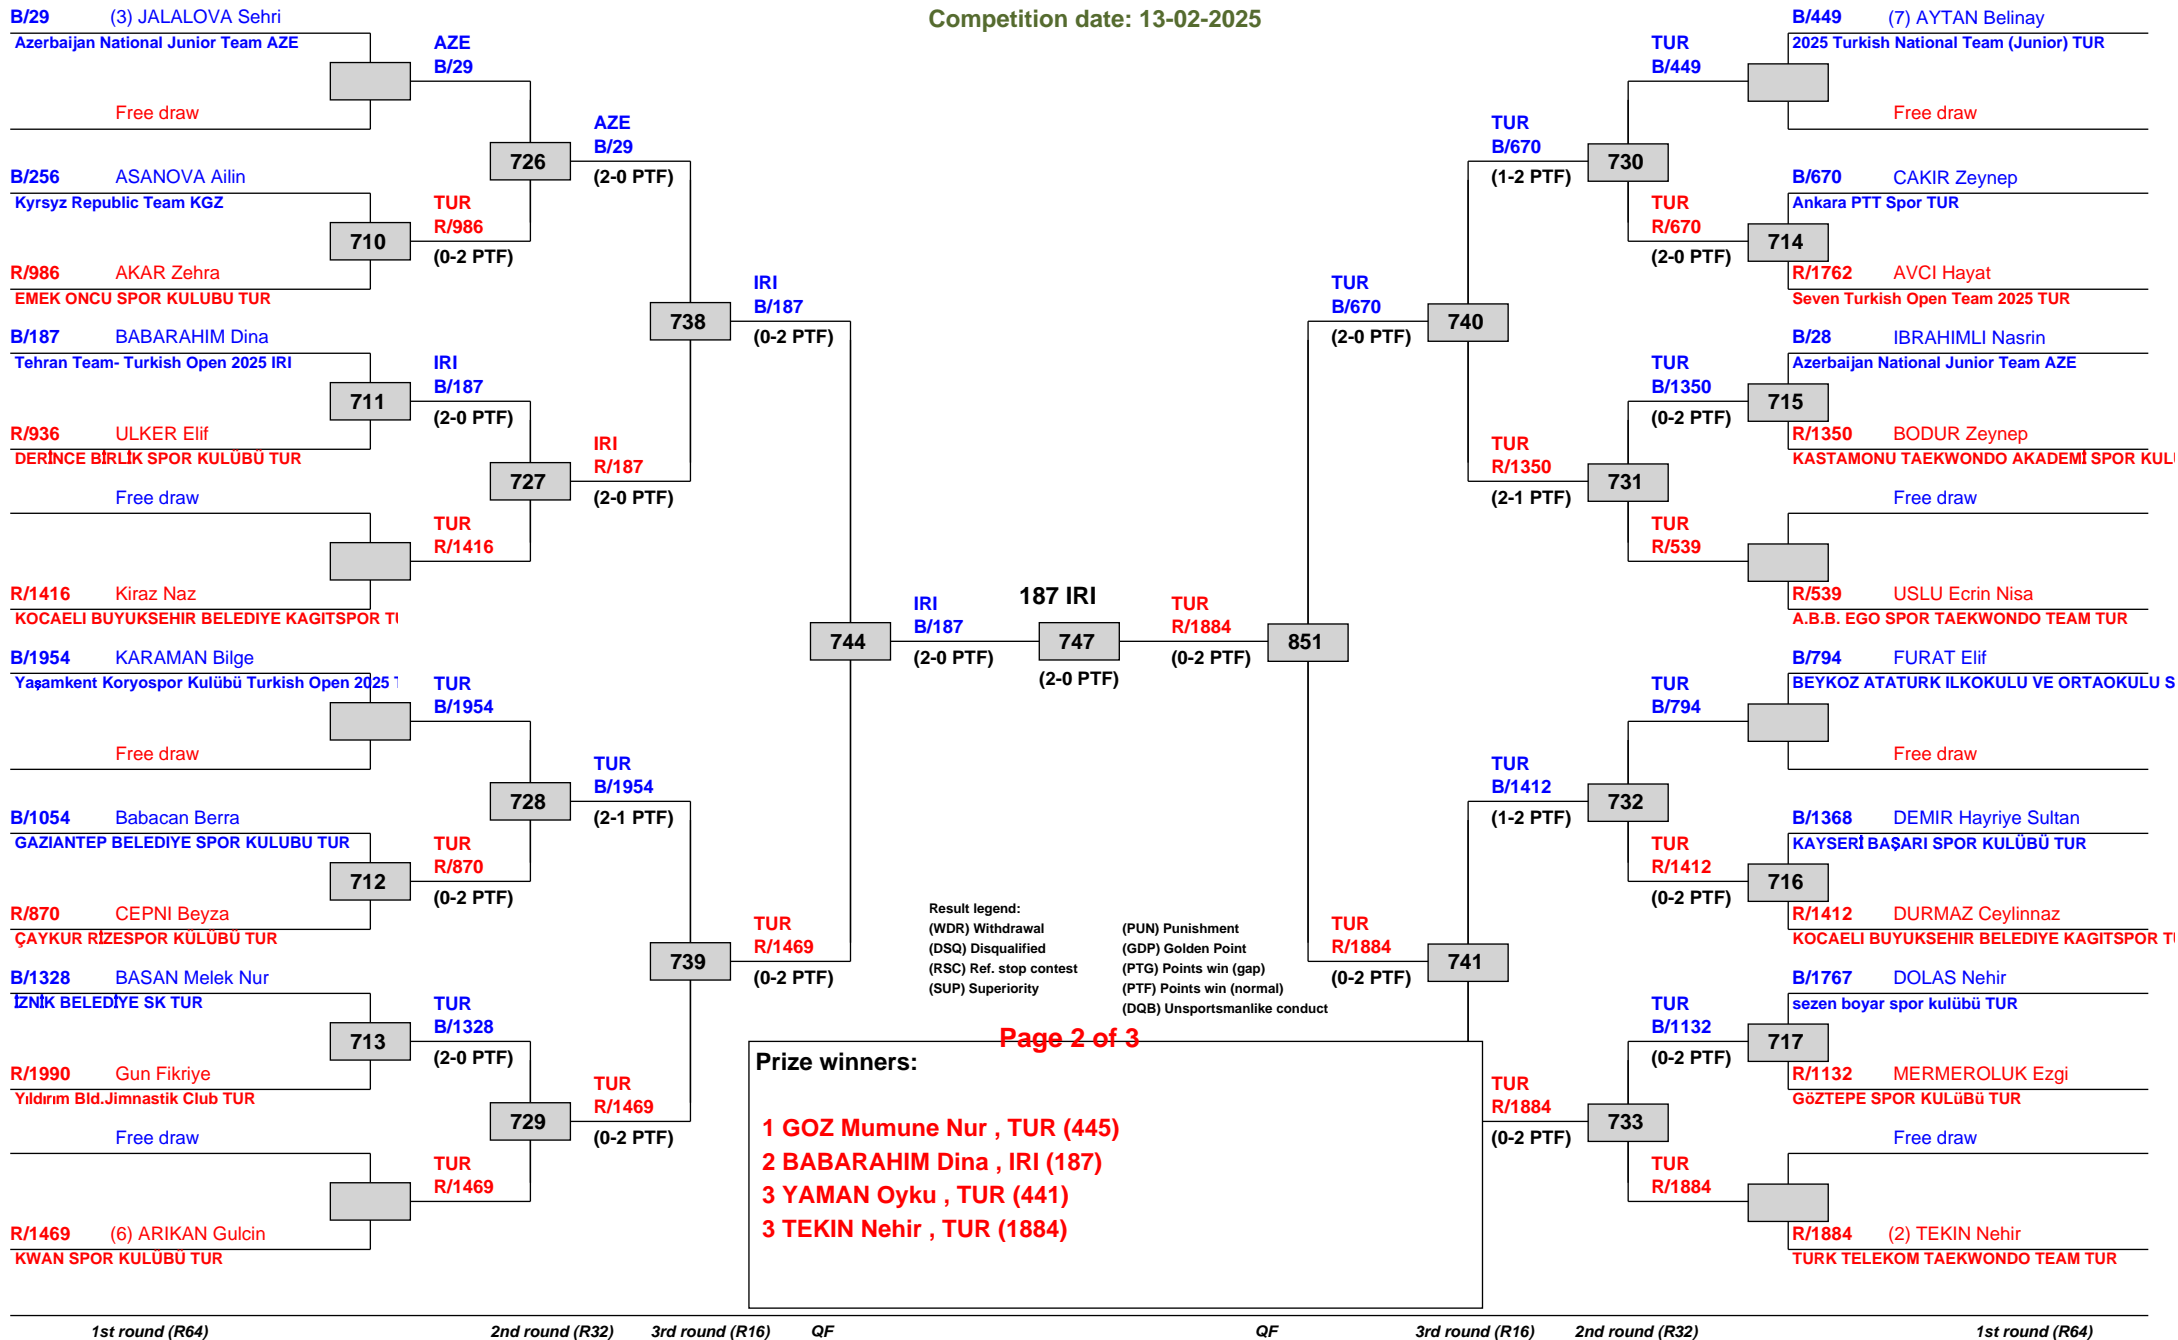 Competition date: 13-02-2025
B/29 (3) JALALOVA Sehri
Azerbaijan National Junior Team AZE
Free draw
B/256 ASANOVA Ailin
Kyrsyz Republic Team KGZ
710
R/986 AKAR Zehra
EMEK ONCU SPOR KULUBU TUR
B/187 BABARAHIM Dina
Tehran Team- Turkish Open 2025 IRI
711
R/936 ULKER Elif
DERİNCE BİRLİK SPOR KULÜBÜ TUR
Free draw
R/1416 Kiraz Naz
KOCAELI BUYUKSEHIR BELEDIYE KAGITSPOR TU
B/1954 KARAMAN Bilge
Yaşamkent Koryospor Kulübü Turkish Open 2025 T
Free draw
B/1054 Babacan Berra
GAZIANTEP BELEDIYE SPOR KULUBU TUR
712
R/870 CEPNI Beyza
ÇAYKUR RİZESPOR KÜLÜBÜ TUR
B/1328 BASAN Melek Nur
İZNİK BELEDİYE SK TUR
713
R/1990 Gun Fikriye
Yıldırım Bld.Jimnastik Club TUR
Free draw
R/1469 (6) ARIKAN Gulcin
KWAN SPOR KULÜBÜ TUR
AZE
B/29
726
TUR
R/986
(0-2 PTF)
IRI
B/187
(2-0 PTF)
727
TUR
R/1416
TUR
B/1954
728
TUR
R/870
(0-2 PTF)
TUR
B/1328
(2-0 PTF)
729
TUR
R/1469
AZE
B/29
(2-0 PTF)
738
IRI
R/187
(2-0 PTF)
TUR
B/1954
(2-1 PTF)
739
TUR
R/1469
(0-2 PTF)
IRI
B/187
(0-2 PTF)
744
TUR
R/1469
(0-2 PTF)
IRI
B/187
(2-0 PTF)
187 IRI
747
(2-0 PTF)
TUR
R/1884
(0-2 PTF)
851
TUR
B/670
(2-0 PTF)
TUR
R/1884
(0-2 PTF)
TUR
B/670
(1-2 PTF)
740
TUR
R/1350
(2-1 PTF)
TUR
B/1412
(1-2 PTF)
741
TUR
R/1884
(0-2 PTF)
TUR
B/449
730
TUR
R/670
(2-0 PTF)
TUR
B/1350
(0-2 PTF)
731
TUR
R/539
TUR
B/794
732
TUR
R/1412
(0-2 PTF)
TUR
B/1132
(0-2 PTF)
733
TUR
R/1884
B/449 (7) AYTAN Belinay
2025 Turkish National Team (Junior) TUR
Free draw
B/670 CAKIR Zeynep
Ankara PTT Spor TUR
714
R/1762 AVCI Hayat
Seven Turkish Open Team 2025 TUR
B/28 IBRAHIMLI Nasrin
Azerbaijan National Junior Team AZE
715
R/1350 BODUR Zeynep
KASTAMONU TAEKWONDO AKADEMİ SPOR KULÜ
Free draw
R/539 USLU Ecrin Nisa
A.B.B. EGO SPOR TAEKWONDO TEAM TUR
B/794 FURAT Elif
BEYKOZ ATATURK ILKOKULU VE ORTAOKULU S
Free draw
B/1368 DEMIR Hayriye Sultan
KAYSERİ BAŞARI SPOR KULÜBÜ TUR
716
R/1412 DURMAZ Ceylinnaz
KOCAELI BUYUKSEHIR BELEDIYE KAGITSPOR TU
B/1767 DOLAS Nehir
sezen boyar spor kulübü TUR
717
R/1132 MERMEROLUK Ezgi
GöZTEPE SPOR KULüBü TUR
Free draw
R/1884 (2) TEKIN Nehir
TURK TELEKOM TAEKWONDO TEAM TUR
Result legend:
(WDR) Withdrawal (PUN) Punishment
(DSQ) Disqualified (GDP) Golden Point
(RSC) Ref. stop contest (PTG) Points win (gap)
(SUP) Superiority (PTF) Points win (normal)
(DQB) Unsportsmanlike conduct
Page 2 of 3
Prize winners:
1 GOZ Mumune Nur , TUR (445)
2 BABARAHIM Dina , IRI (187)
3 YAMAN Oyku , TUR (441)
3 TEKIN Nehir , TUR (1884)
1st round (R64) 2nd round (R32) 3rd round (R16) QF QF 3rd round (R16) 2nd round (R32) 1st round (R64)